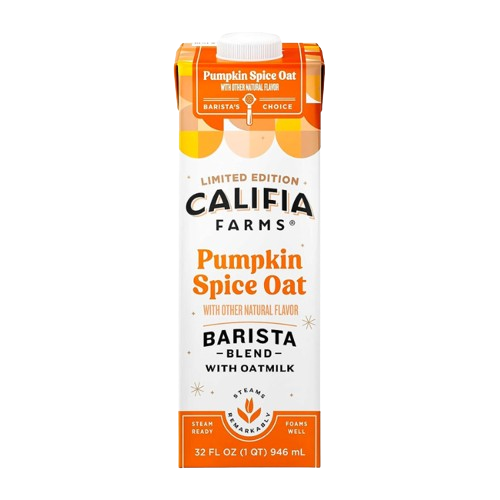 Pumpkin Spice Oat
WITH OTHER NATURAL FLAVOR
BARISTA'S CHOICE
LIMITED EDITION
CALIFIA
FARMS®
Pumpkin
Spice Oat
WITH OTHER NATURAL FLAVOR
BARISTA
BLEND
WITH OATMILK
STEAMS
REMARKABLY
STEAM
READY
FOAMS
WELL
32 FL OZ (1 QT) 946 mL